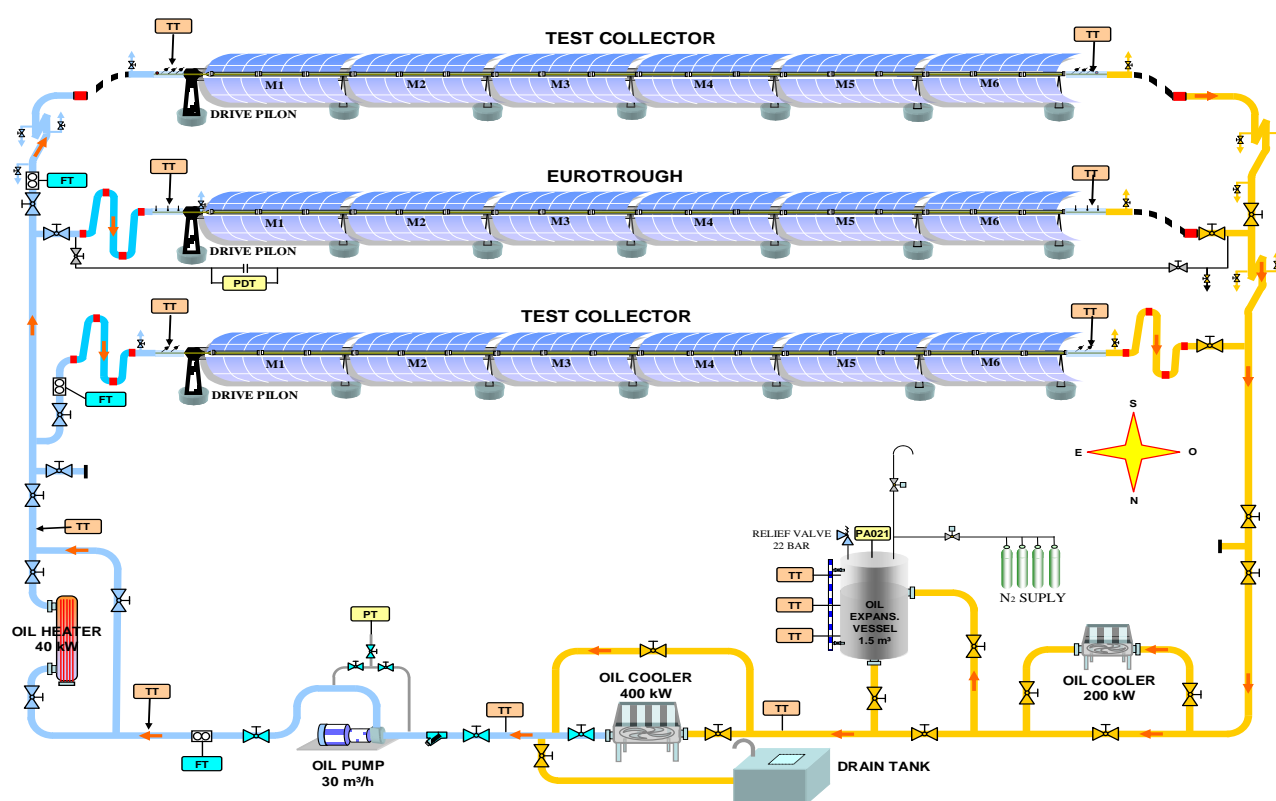 TEST COLLECTOR
TT
TT
M1 M2 M3 M4 M5 M6
DRIVE PILON
FT
EUROTROUGH
TT
TT
M1 M2 M3 M4 M5 M6
DRIVE PILON
PDT
TEST COLLECTOR
TT
TT
M1 M2 M3 M4 M5 M6
DRIVE PILON
FT
S
E O
N
TT
RELIEF VALVE
22 BAR
PA021
TT
TT
TT
OIL
EXPANS.
VESSEL
1.5 m³
N2 SUPLY
OIL HEATER
40 kW
PT
OIL COOLER
400 kW
OIL COOLER
200 kW
TT
TT
TT
FT
OIL PUMP
30 m³/h
DRAIN TANK